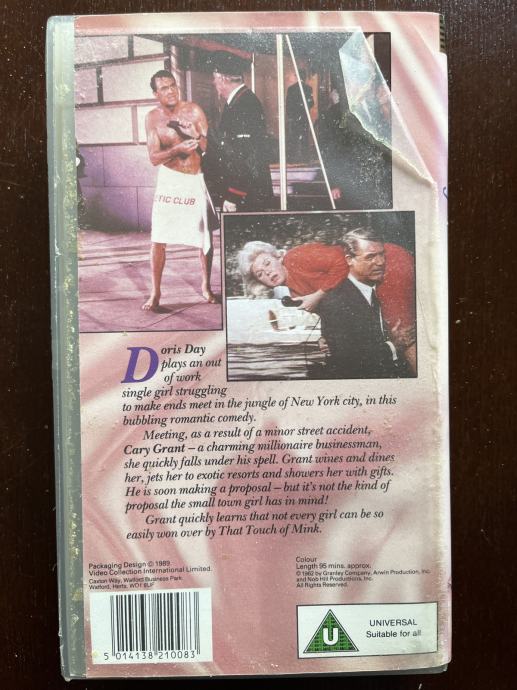 ETIC CLUB
Doris Day
plays an out
of work
single girl struggling
to make ends meet in the jungle of New York city, in this
bubbling romantic comedy.
Meeting, as a result of a minor street accident,
Cary Grant – a charming millionaire businessman,
she quickly falls under his spell. Grant wines and dines
her, jets her to exotic resorts and showers her with gifts.
He is soon making a proposal – but it's not the kind of
proposal the small town girl has in mind!
Grant quickly learns that not every girl can be so
easily won over by That Touch of Mink.
Packaging Design © 1989.
Video Collection International Limited.
Caxton Way, Watford Business Park
Watford, Herts, WD1 8UF
Colour
Length 95 mins. approx.
© 1962 by Granley Company, Arwin Production, Inc.
and Nob Hill Productions, Inc.
All Rights Reserved.
5 014138 210083
U
UNIVERSAL
Suitable for all